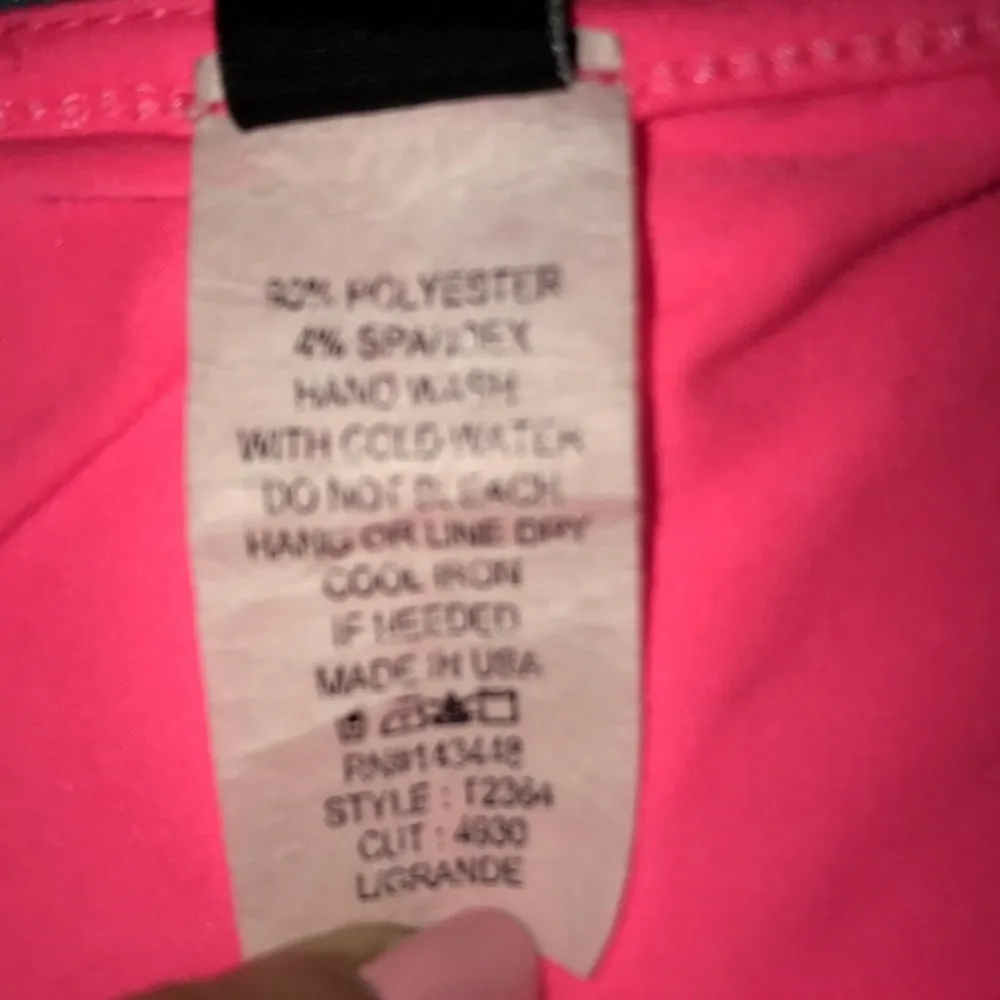 POLYESTER
4% SPANDEX
HAND WASH
WITH COLD WATER
DO NOT BLEACH
HANG OR LINE DRY
COOL IRON
IF NEEDED
MADE IN USA
RN#143448
STYLE : T2364
CUT : 4930
L/GRANDE